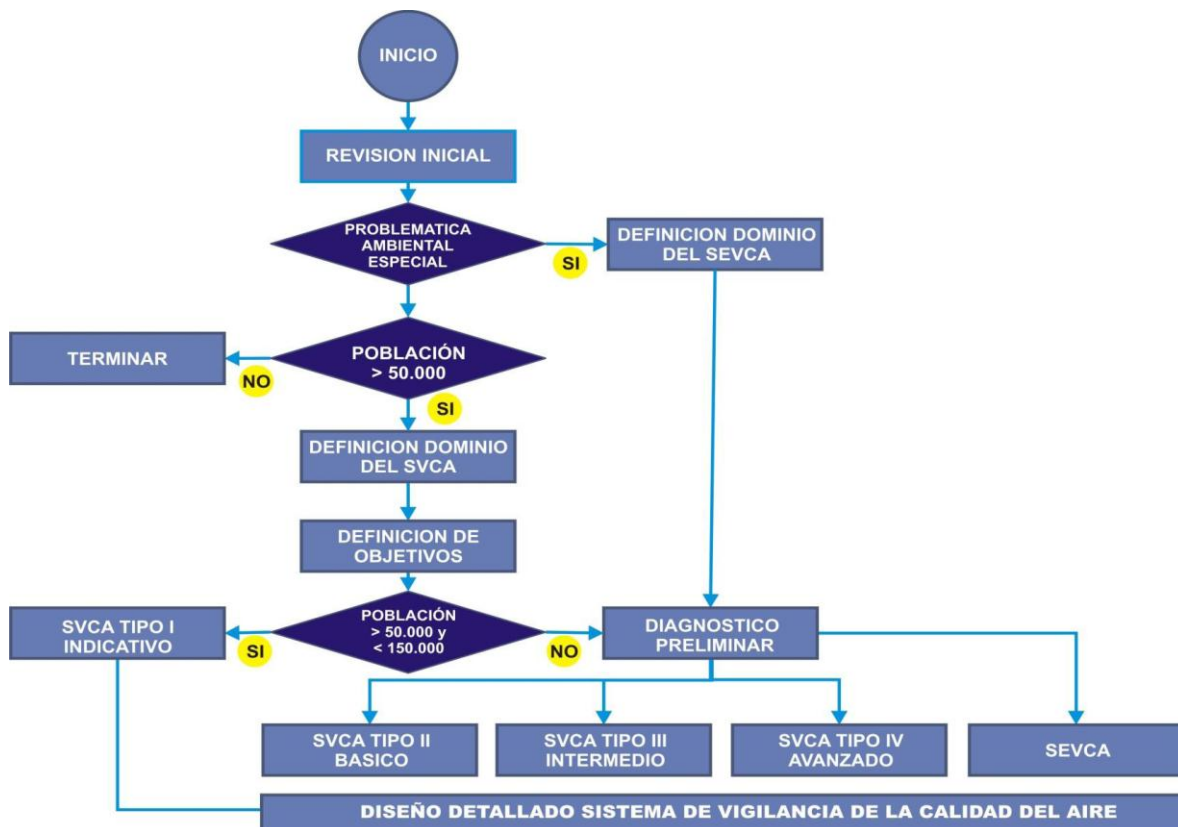 INICIO
REVISION INICIAL
PROBLEMATICA
AMBIENTAL
ESPECIAL
SI
DEFINICION DOMINIO
DEL SEVCA
TERMINAR
NO
POBLACIÓN
> 50.000
SI
DEFINICION DOMINIO
DEL SVCA
DEFINICION DE
OBJETIVOS
SVCA TIPO I
INDICATIVO
SI
POBLACIÓN
> 50.000 y
< 150.000
NO
DIAGNOSTICO
PRELIMINAR
SVCA TIPO II
BASICO
SVCA TIPO III
INTERMEDIO
SVCA TIPO IV
AVANZADO
SEVCA
DISEÑO DETALLADO SISTEMA DE VIGILANCIA DE LA CALIDAD DEL AIRE